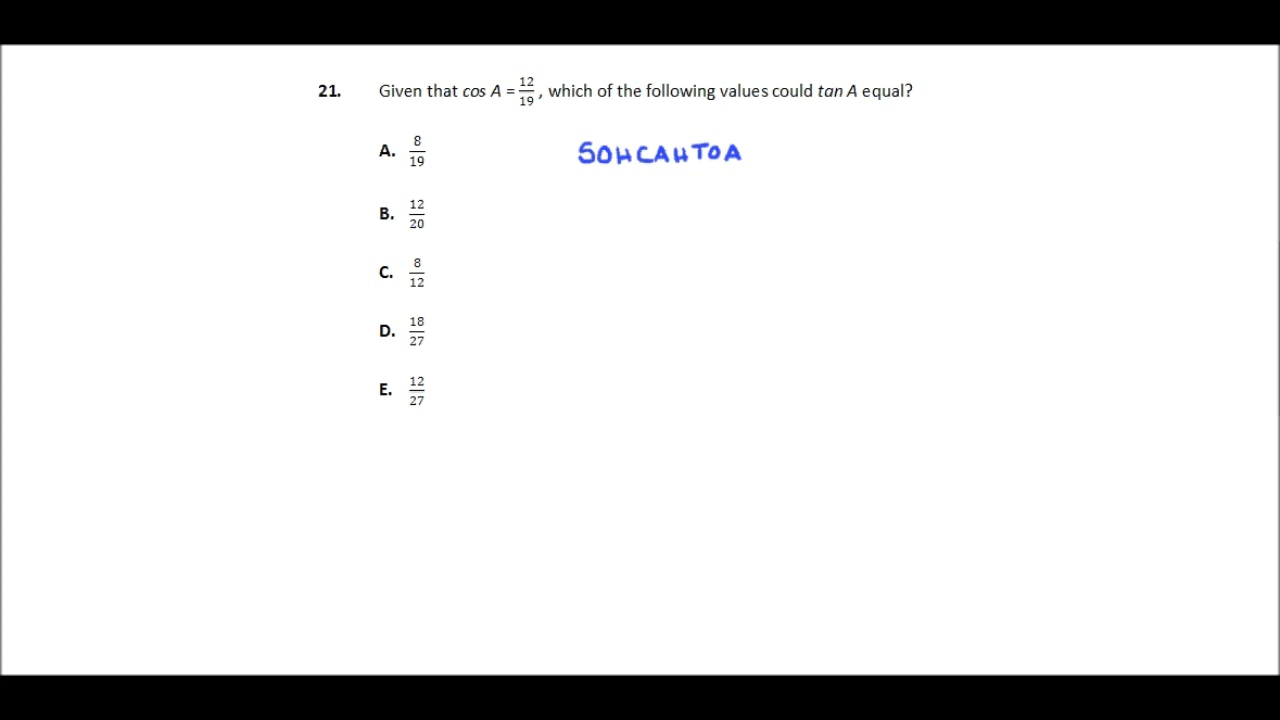 21. Given that cos A = 12/19, which of the following values could tan A equal?
A. 8/19
SOHCAHTOA
B. 12/20
C. 8/12
D. 18/27
E. 12/27